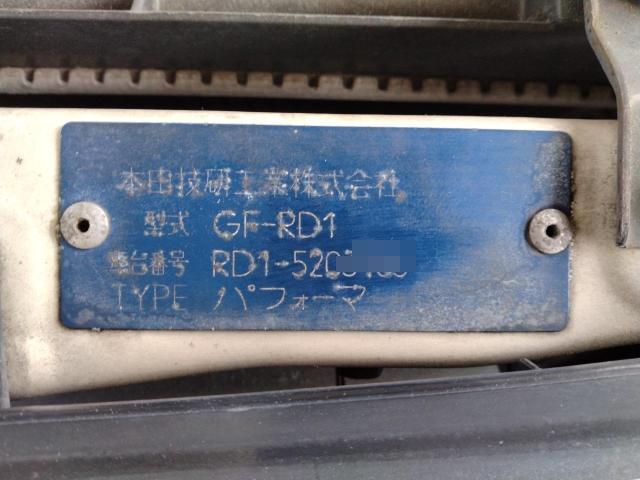 本田技研工業株式会社
型式 GF-RD1
車台番号 RD1-520
TYPE パフォーマ